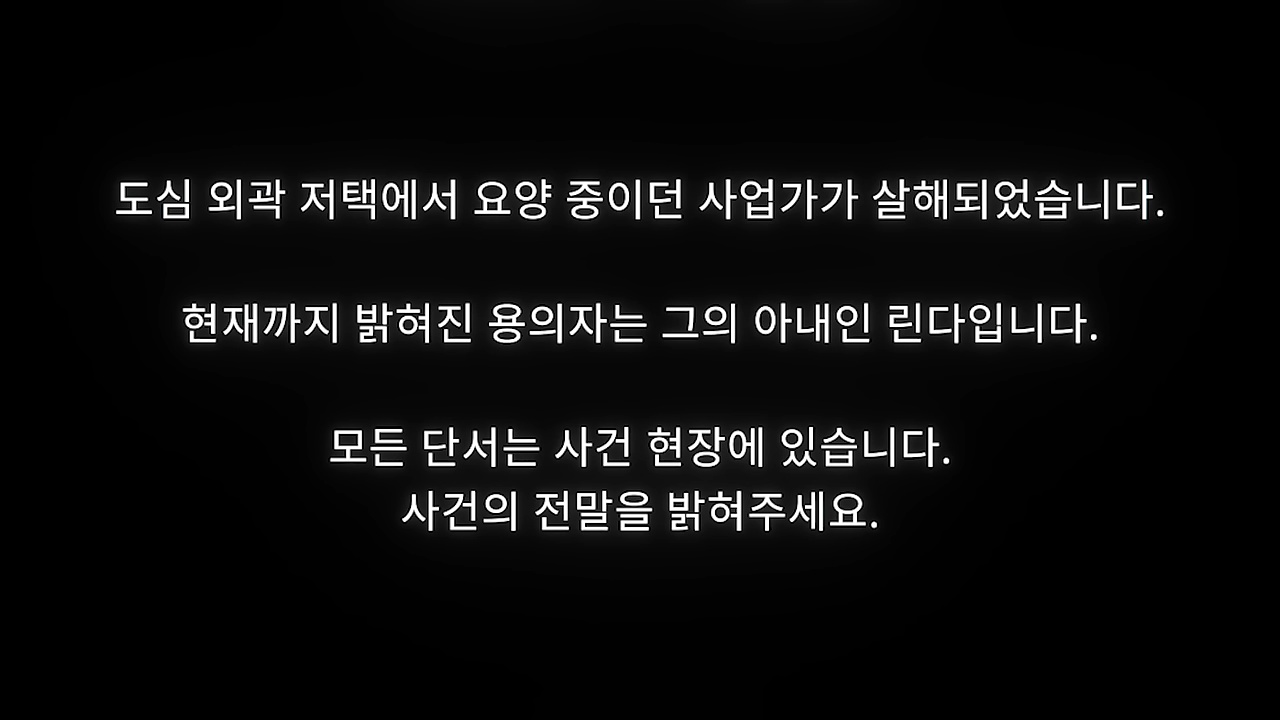 도심 외곽 저택에서 요양 중이던 사업가가 살해되었습니다.
현재까지 밝혀진 용의자는 그의 아내인 린다입니다.
모든 단서는 사건 현장에 있습니다.
사건의 전말을 밝혀주세요.